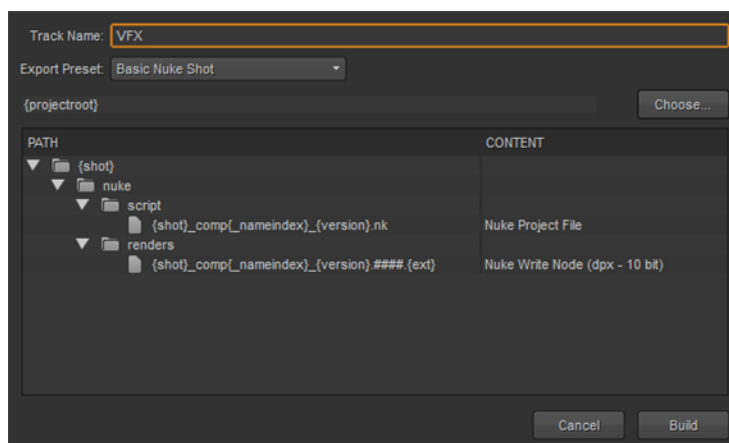 Track Name: VFX
Export Preset: Basic Nuke Shot
{projectroot} Choose...
PATH CONTENT
{shot}
nuke
script
{shot}_comp{_nameindex}_{version}.nk Nuke Project File
renders
{shot}_comp{_nameindex}_{version}.####.{ext} Nuke Write Node (dpx - 10 bit)
Cancel Build